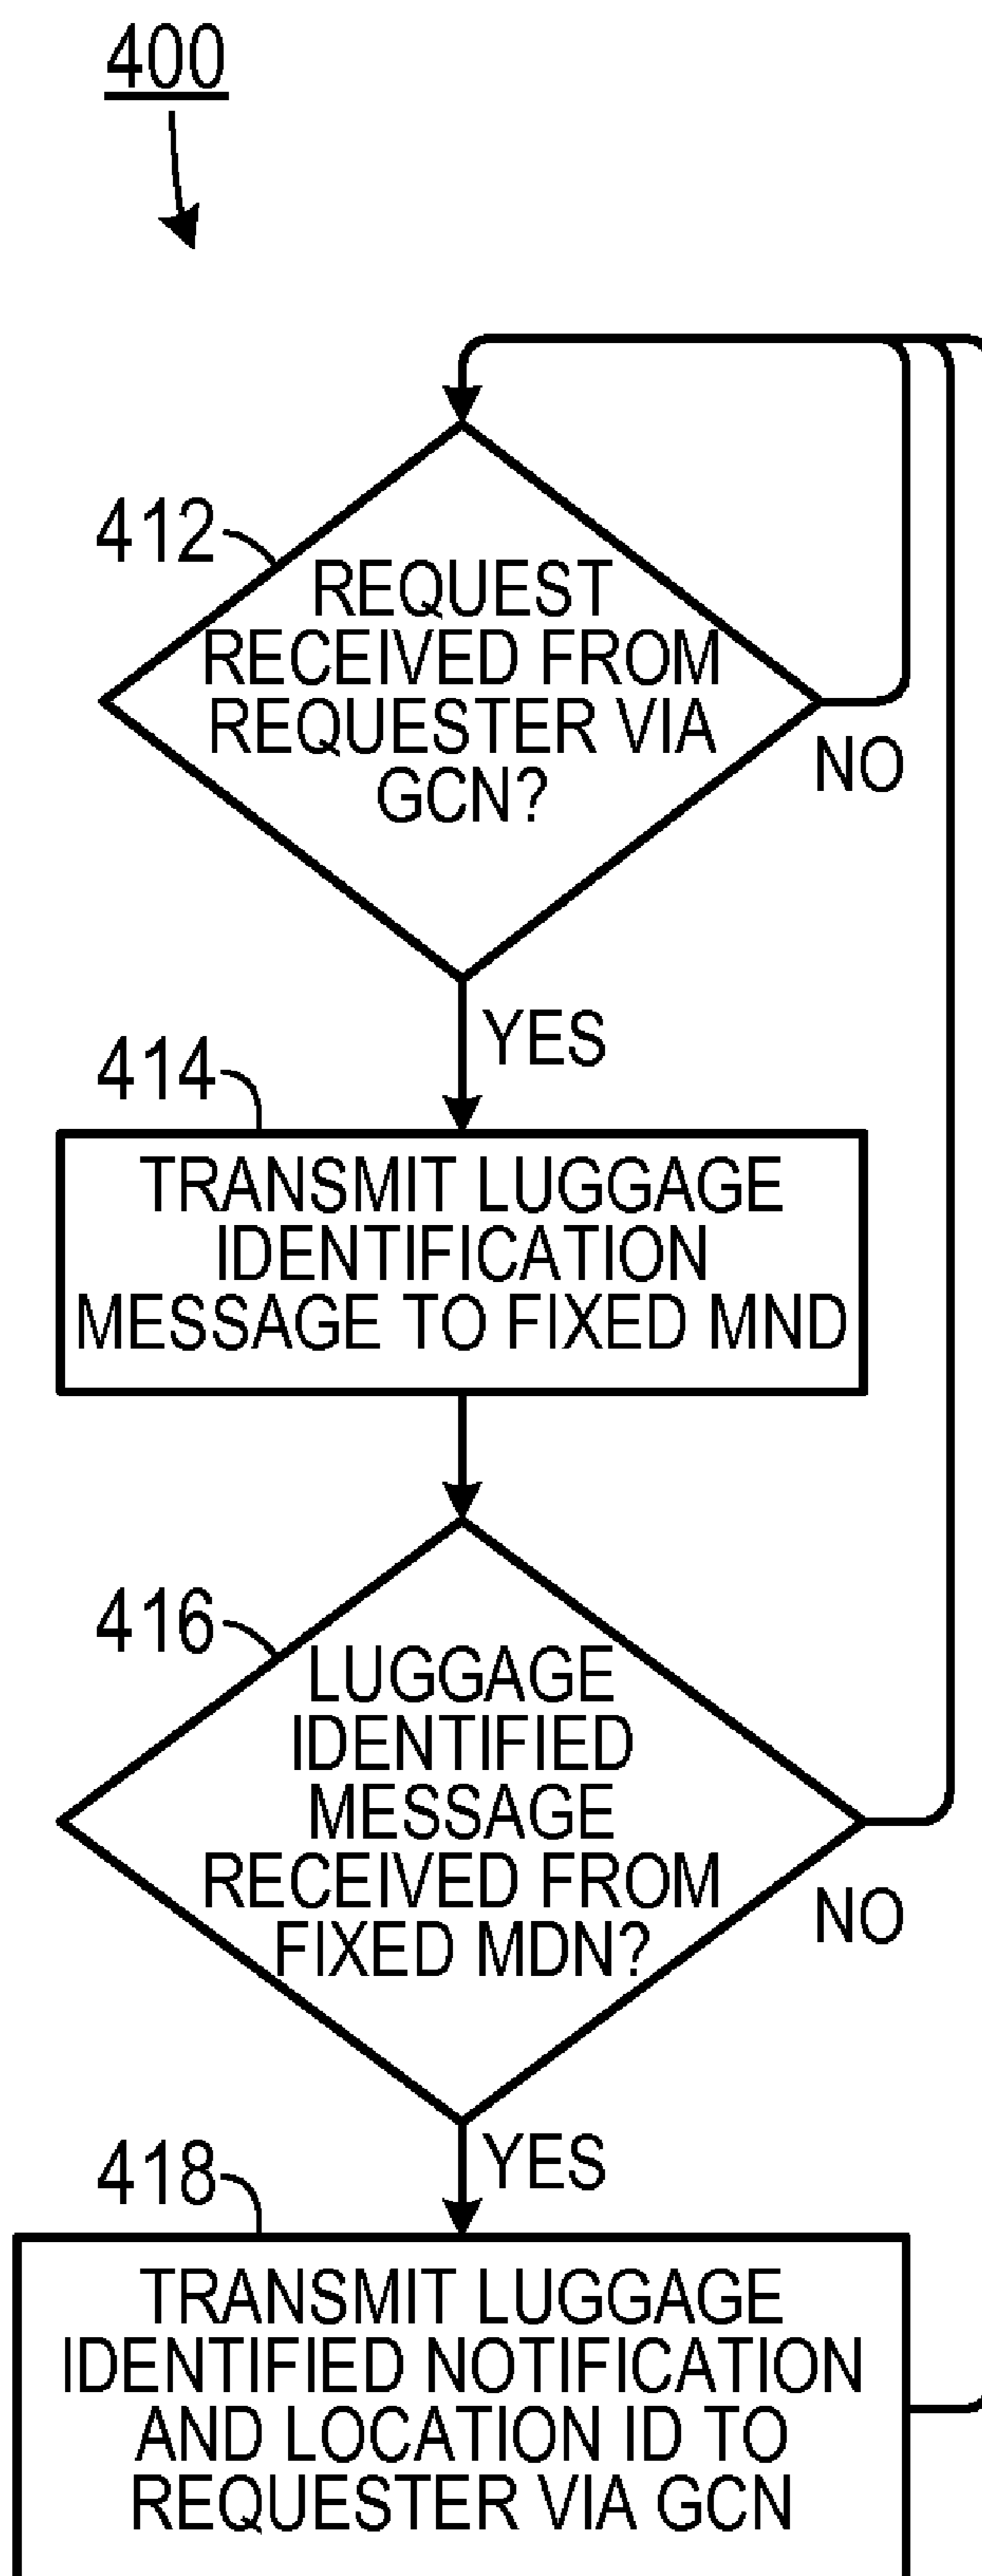 400
412
REQUEST
RECEIVED FROM
REQUESTER VIA
GCN?
NO
YES
414
TRANSMIT LUGGAGE
IDENTIFICATION
MESSAGE TO FIXED MND
416
LUGGAGE
IDENTIFIED
MESSAGE
RECEIVED FROM
FIXED MDN?
NO
YES
418
TRANSMIT LUGGAGE
IDENTIFIED NOTIFICATION
AND LOCATION ID TO
REQUESTER VIA GCN